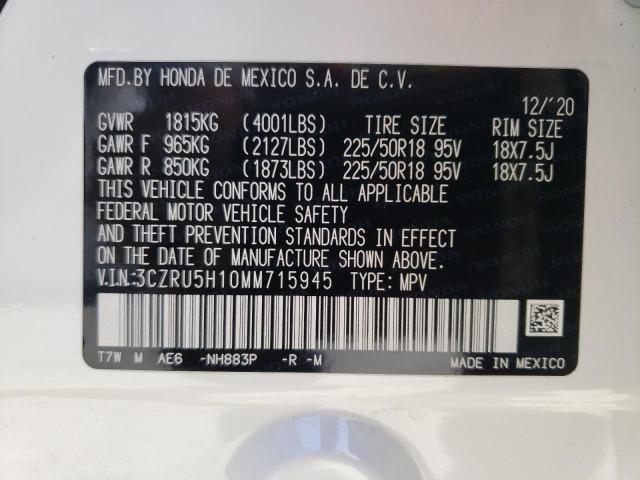 MFD.BY HONDA DE MEXICO S.A. DE C.V.
12/'20
GVWR 1815KG (4001LBS) TIRE SIZE RIM SIZE
GAWR F 965KG (2127LBS) 225/50R18 95V 18X7.5J
GAWR R 850KG (1873LBS) 225/50R18 95V 18X7.5J
THIS VEHICLE CONFORMS TO ALL APPLICABLE
FEDERAL MOTOR VEHICLE SAFETY
AND THEFT PREVENTION STANDARDS IN EFFECT
ON THE DATE OF MANUFACTURE SHOWN ABOVE.
V.I.N:3CZRU5H10MM715945 TYPE: MPV
T7W M AE6 -NH883P -R -M MADE IN MEXICO